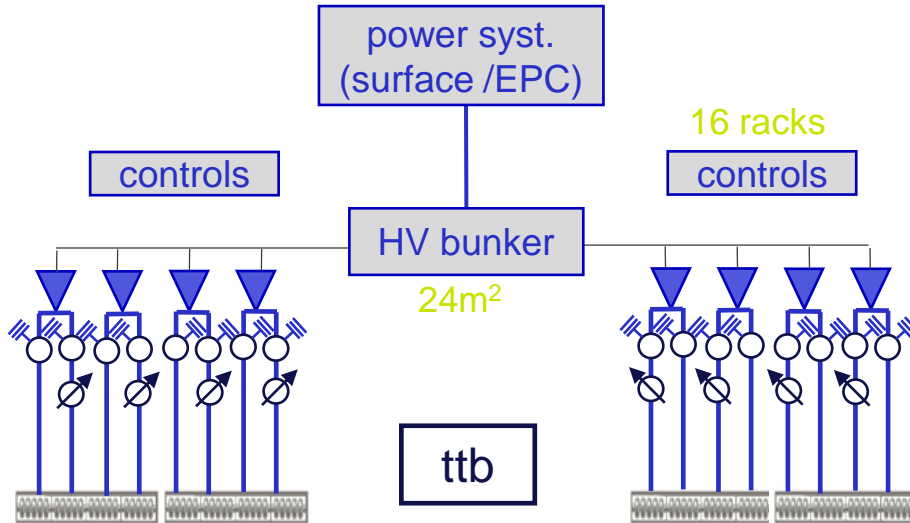 power syst.
(surface /EPC)
16 racks
controls
controls
HV bunker
24m²
ttb